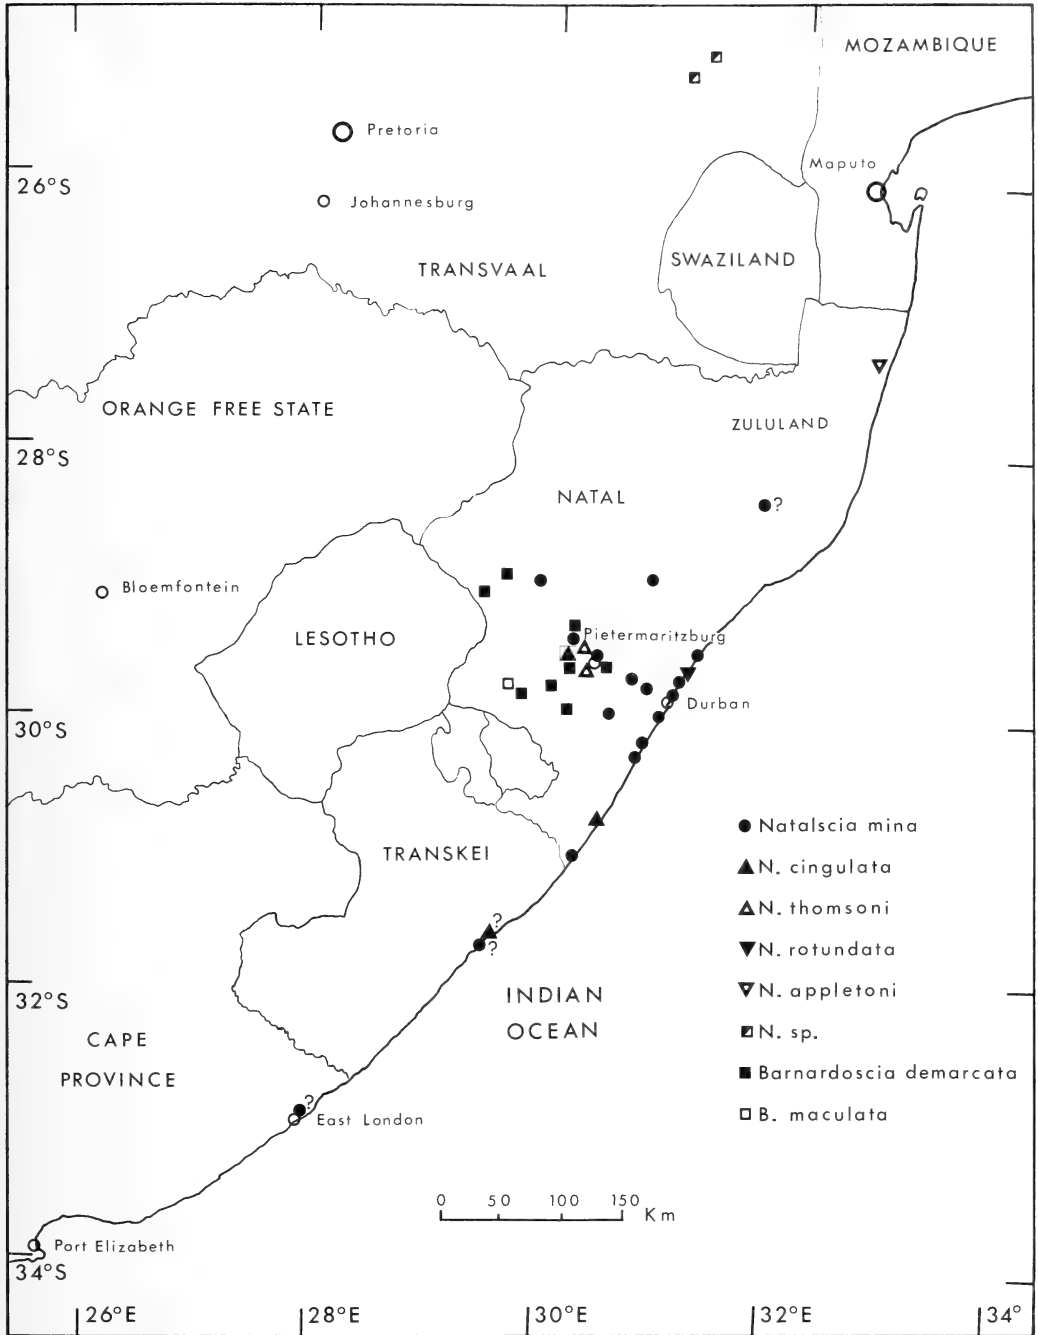 MOZAMBIQUE
Pretoria
Maputo
26°S
Johannesburg
SWAZILAND
TRANSVAAL
ORANGE FREE STATE
ZULULAND
28°S
NATAL
?
Bloemfontein
LESOTHO
Pietermaritzburg
Durban
30°S
Natalscia mina
TRANSKEI
N. cingulata
N. thomsoni
?
?
N. rotundata
N. appletoni
32°S
INDIAN
OCEAN
N. sp.
CAPE
PROVINCE
Barnardoscia demarcata
?
East London
B. maculata
0 50 100 150
Km
Port Elizabeth
34°S
26°E 28°E 30°E 32°E 34°